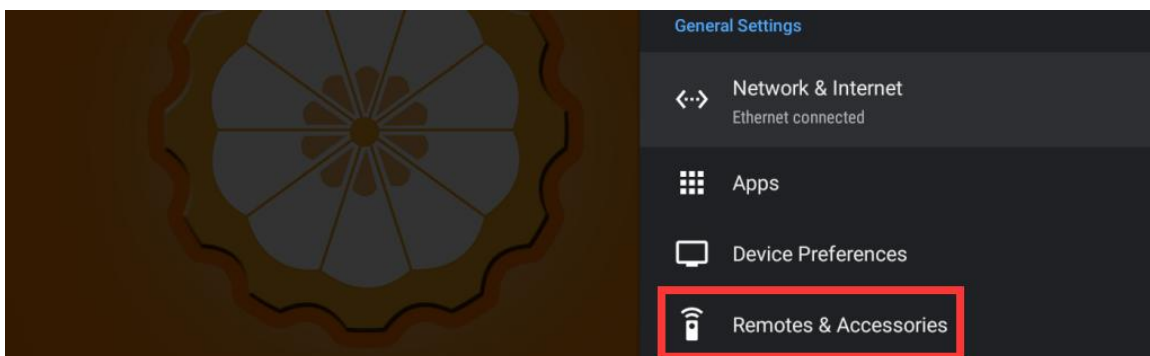 General Settings
Network & Internet
Ethernet connected
Apps
Device Preferences
Remotes & Accessories